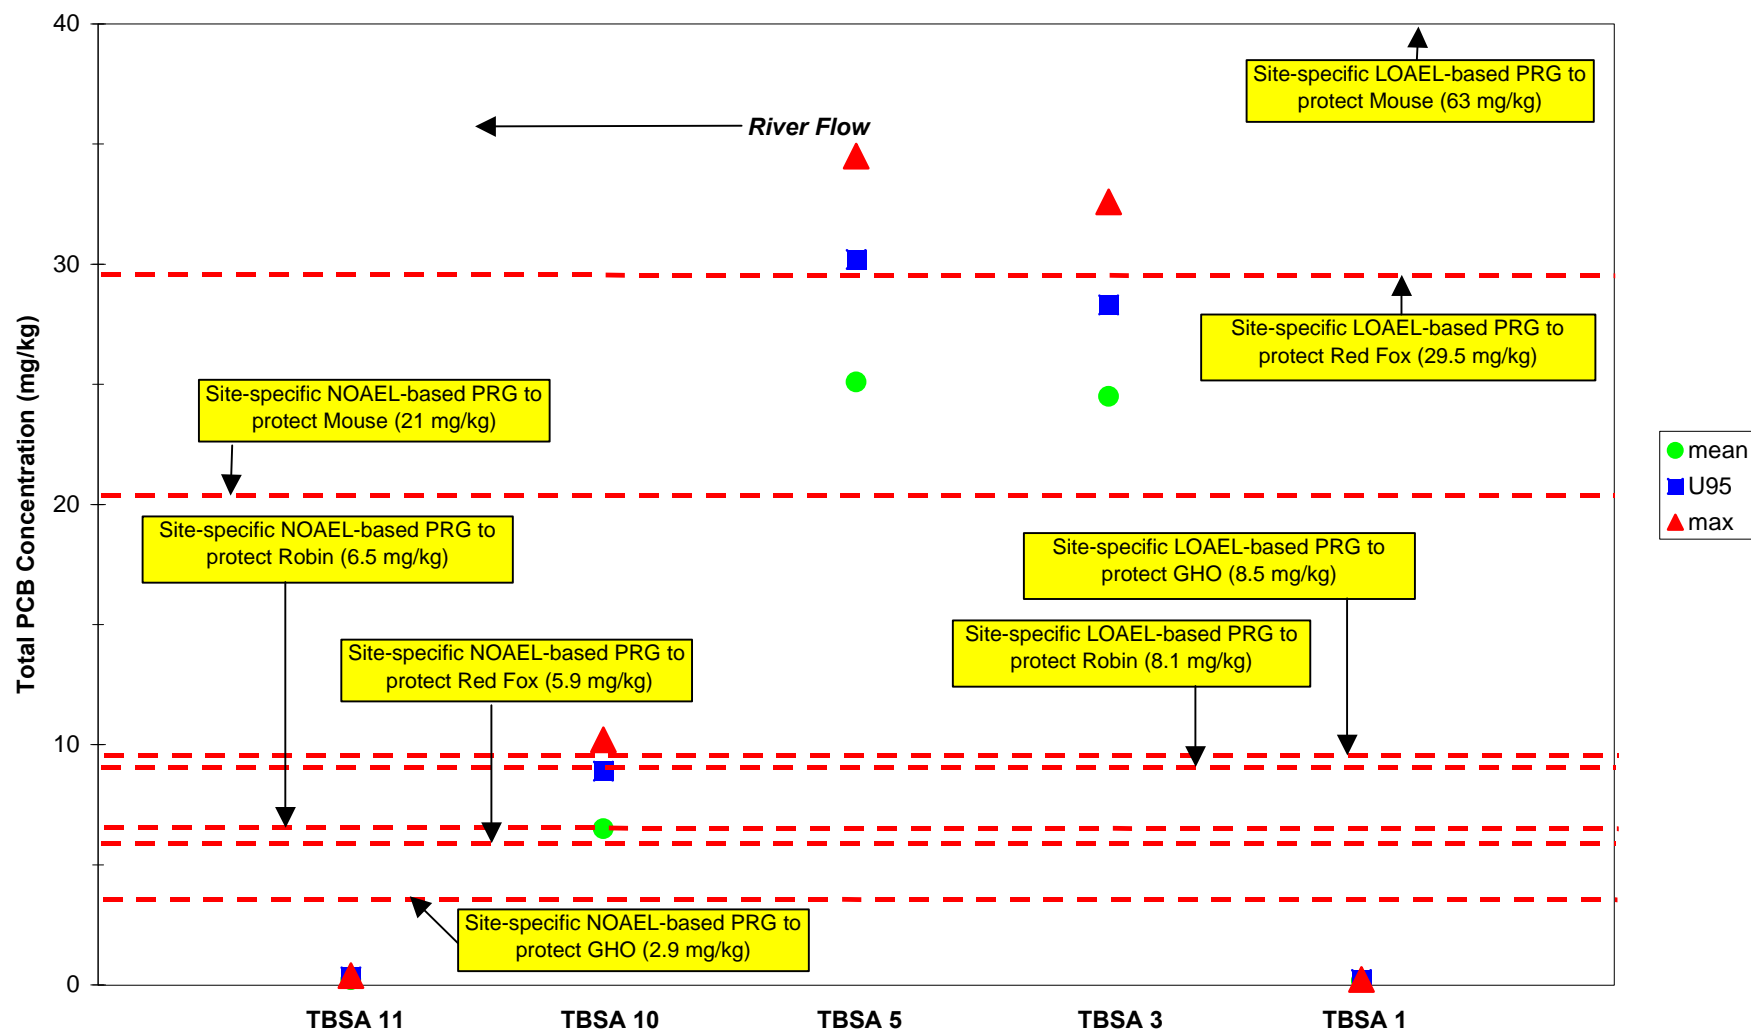 40
Site-specific LOAEL-based PRG to
protect Mouse (63 mg/kg)
River Flow
30
Site-specific LOAEL-based PRG to
protect Red Fox (29.5 mg/kg)
Site-specific NOAEL-based PRG to
protect Mouse (21 mg/kg)
Total PCB Concentration (mg/kg)
mean
U95
max
20
Site-specific NOAEL-based PRG to
protect Robin (6.5 mg/kg)
Site-specific LOAEL-based PRG to
protect GHO (8.5 mg/kg)
Site-specific LOAEL-based PRG to
protect Robin (8.1 mg/kg)
Site-specific NOAEL-based PRG to
protect Red Fox (5.9 mg/kg)
10
Site-specific NOAEL-based PRG to
protect GHO (2.9 mg/kg)
0
TBSA 11
TBSA 10
TBSA 5
TBSA 3
TBSA 1